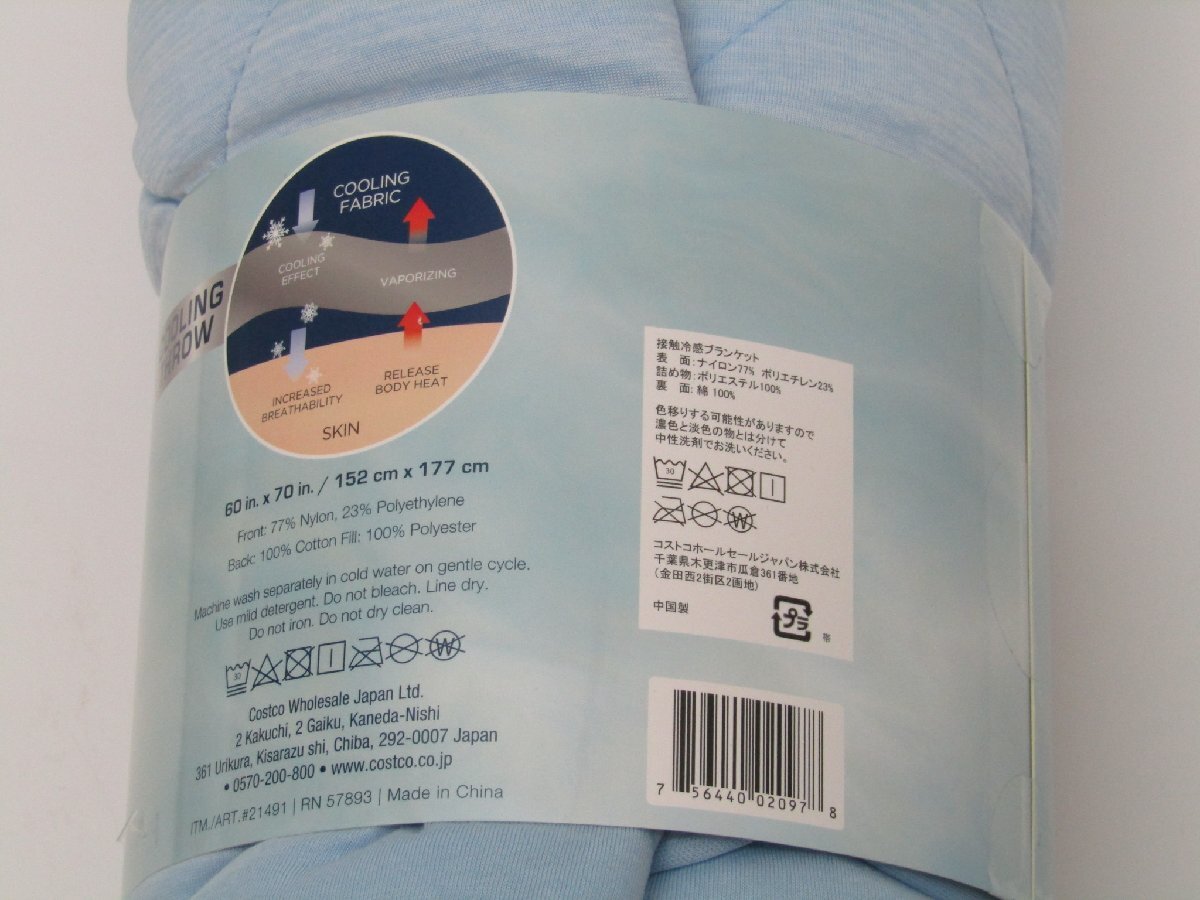 COOLING
FABRIC
COOLING
EFFECT
VAPORIZING
INCREASED
BREATHABILITY
RELEASE
BODY HEAT
SKIN
60 in. x 70 in. / 152 cm x 177 cm
Front: 77% Nylon, 23% Polyethylene
Back: 100% Cotton Fill: 100% Polyester
Machine wash separately in cold water on gentle cycle.
Use mild detergent. Do not bleach. Line dry.
Do not iron. Do not dry clean.
30
W
Costco Wholesale Japan Ltd.
2 Kakuchi, 2 Gaiku, Kaneda-Nishi
361 Urikura, Kisarazu shi, Chiba, 292-0007 Japan
• 0570-200-800 • www.costco.co.jp
ITM./ART.#21491 | RN 57893 | Made in China
接触冷感ブランケット
表 面:ナイロン77% ポリエチレン23%
詰め物:ポリエステル100%
裏 面:綿 100%
色移りする可能性がありますので
濃色と淡色の物とは分けて
中性洗剤でお洗いください。
30
W
コストコホールセールジャパン株式会社
千葉県木更津市瓜倉361番地
(金田西2街区2画地)
中国製
プラ
帯
7 56440 02097 8